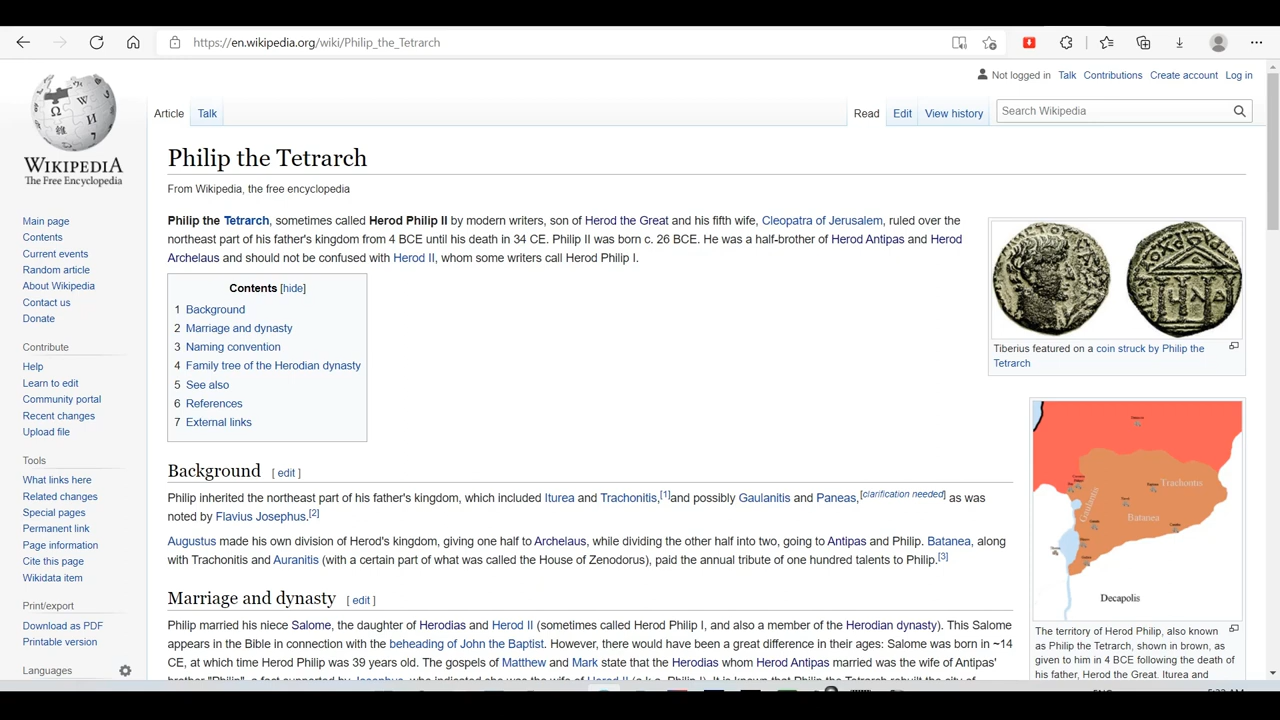 https://en.wikipedia.org/wiki/Philip_the_Tetrarch
Not logged in Talk Contributions Create account Log in
Article Talk Read Edit View history Search Wikipedia
WIKIPEDIA
The Free Encyclopedia
Main page
Contents
Current events
Random article
About Wikipedia
Contact us
Donate
Contribute
Help
Learn to edit
Community portal
Recent changes
Upload file
Tools
What links here
Related changes
Special pages
Permanent link
Page information
Cite this page
Wikidata item
Print/export
Download as PDF
Printable version
Languages
Philip the Tetrarch
From Wikipedia, the free encyclopedia
Philip the Tetrarch, sometimes called Herod Philip II by modern writers, son of Herod the Great and his fifth wife, Cleopatra of Jerusalem, ruled over the
northeast part of his father's kingdom from 4 BCE until his death in 34 CE. Philip II was born c. 26 BCE. He was a half-brother of Herod Antipas and Herod
Archelaus and should not be confused with Herod II, whom some writers call Herod Philip I.
Contents [hide]
1 Background
2 Marriage and dynasty
3 Naming convention
4 Family tree of the Herodian dynasty
5 See also
6 References
7 External links
Background [ edit ]
Philip inherited the northeast part of his father's kingdom, which included Iturea and Trachonitis,[1]and possibly Gaulanitis and Paneas,[clarification needed] as was
noted by Flavius Josephus.[2]
Augustus made his own division of Herod's kingdom, giving one half to Archelaus, while dividing the other half into two, going to Antipas and Philip. Batanea, along
with Trachonitis and Auranitis (with a certain part of what was called the House of Zenodorus), paid the annual tribute of one hundred talents to Philip.[3]
Marriage and dynasty [ edit ]
Philip married his niece Salome, the daughter of Herodias and Herod II (sometimes called Herod Philip I, and also a member of the Herodian dynasty). This Salome
appears in the Bible in connection with the beheading of John the Baptist. However, there would have been a great difference in their ages: Salome was born in ~14
CE, at which time Herod Philip was 39 years old. The gospels of Matthew and Mark state that the Herodias whom Herod Antipas married was the wife of Antipas'
Tiberius featured on a coin struck by Philip the
Tetrarch
Trachontis
Gaulanitis
Batanea
Decapolis
The territory of Herod Philip, also known
as Philip the Tetrarch, shown in brown, as
given to him in 4 BCE following the death of
his father, Herod the Great. Iturea and